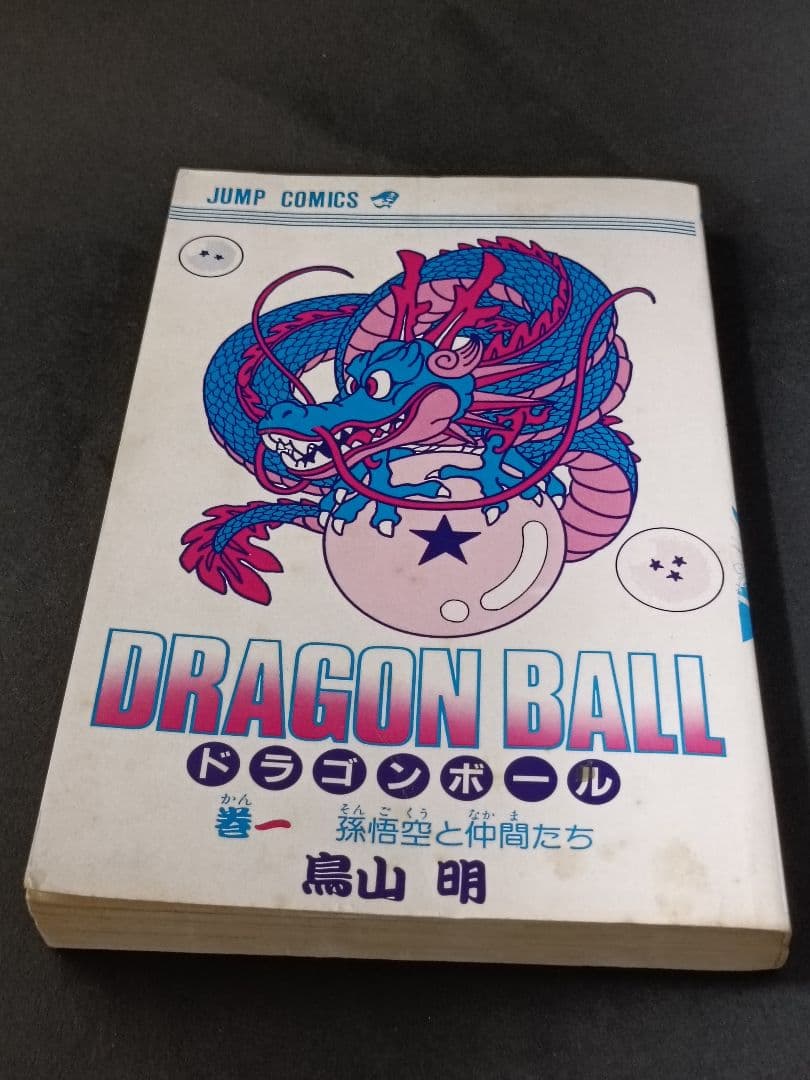 JUMP COMICS
DRAGON BALL
ドラゴンボール
かん そんごくう なかま
巻一 孫悟空と仲間たち
鳥山 明